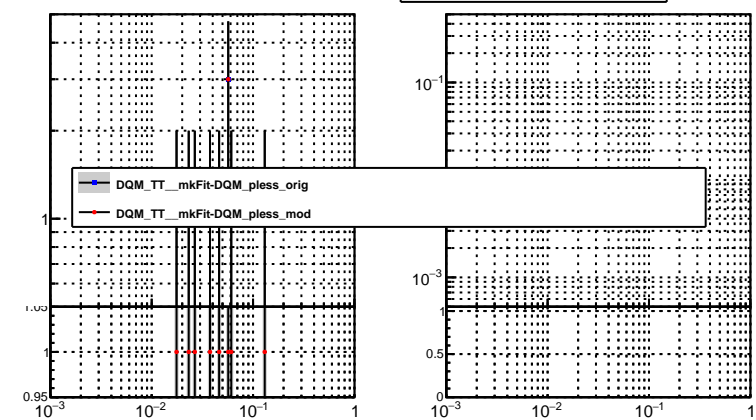 10⁻¹
DQM_TT__mkFit-DQM_pless_orig
DQM_TT__mkFit-DQM_pless_mod
1
10⁻³
1.05
1
1
0.5
0.95
0
10⁻³ 10⁻² 10⁻¹ 1
10⁻³ 10⁻² 10⁻¹ 1